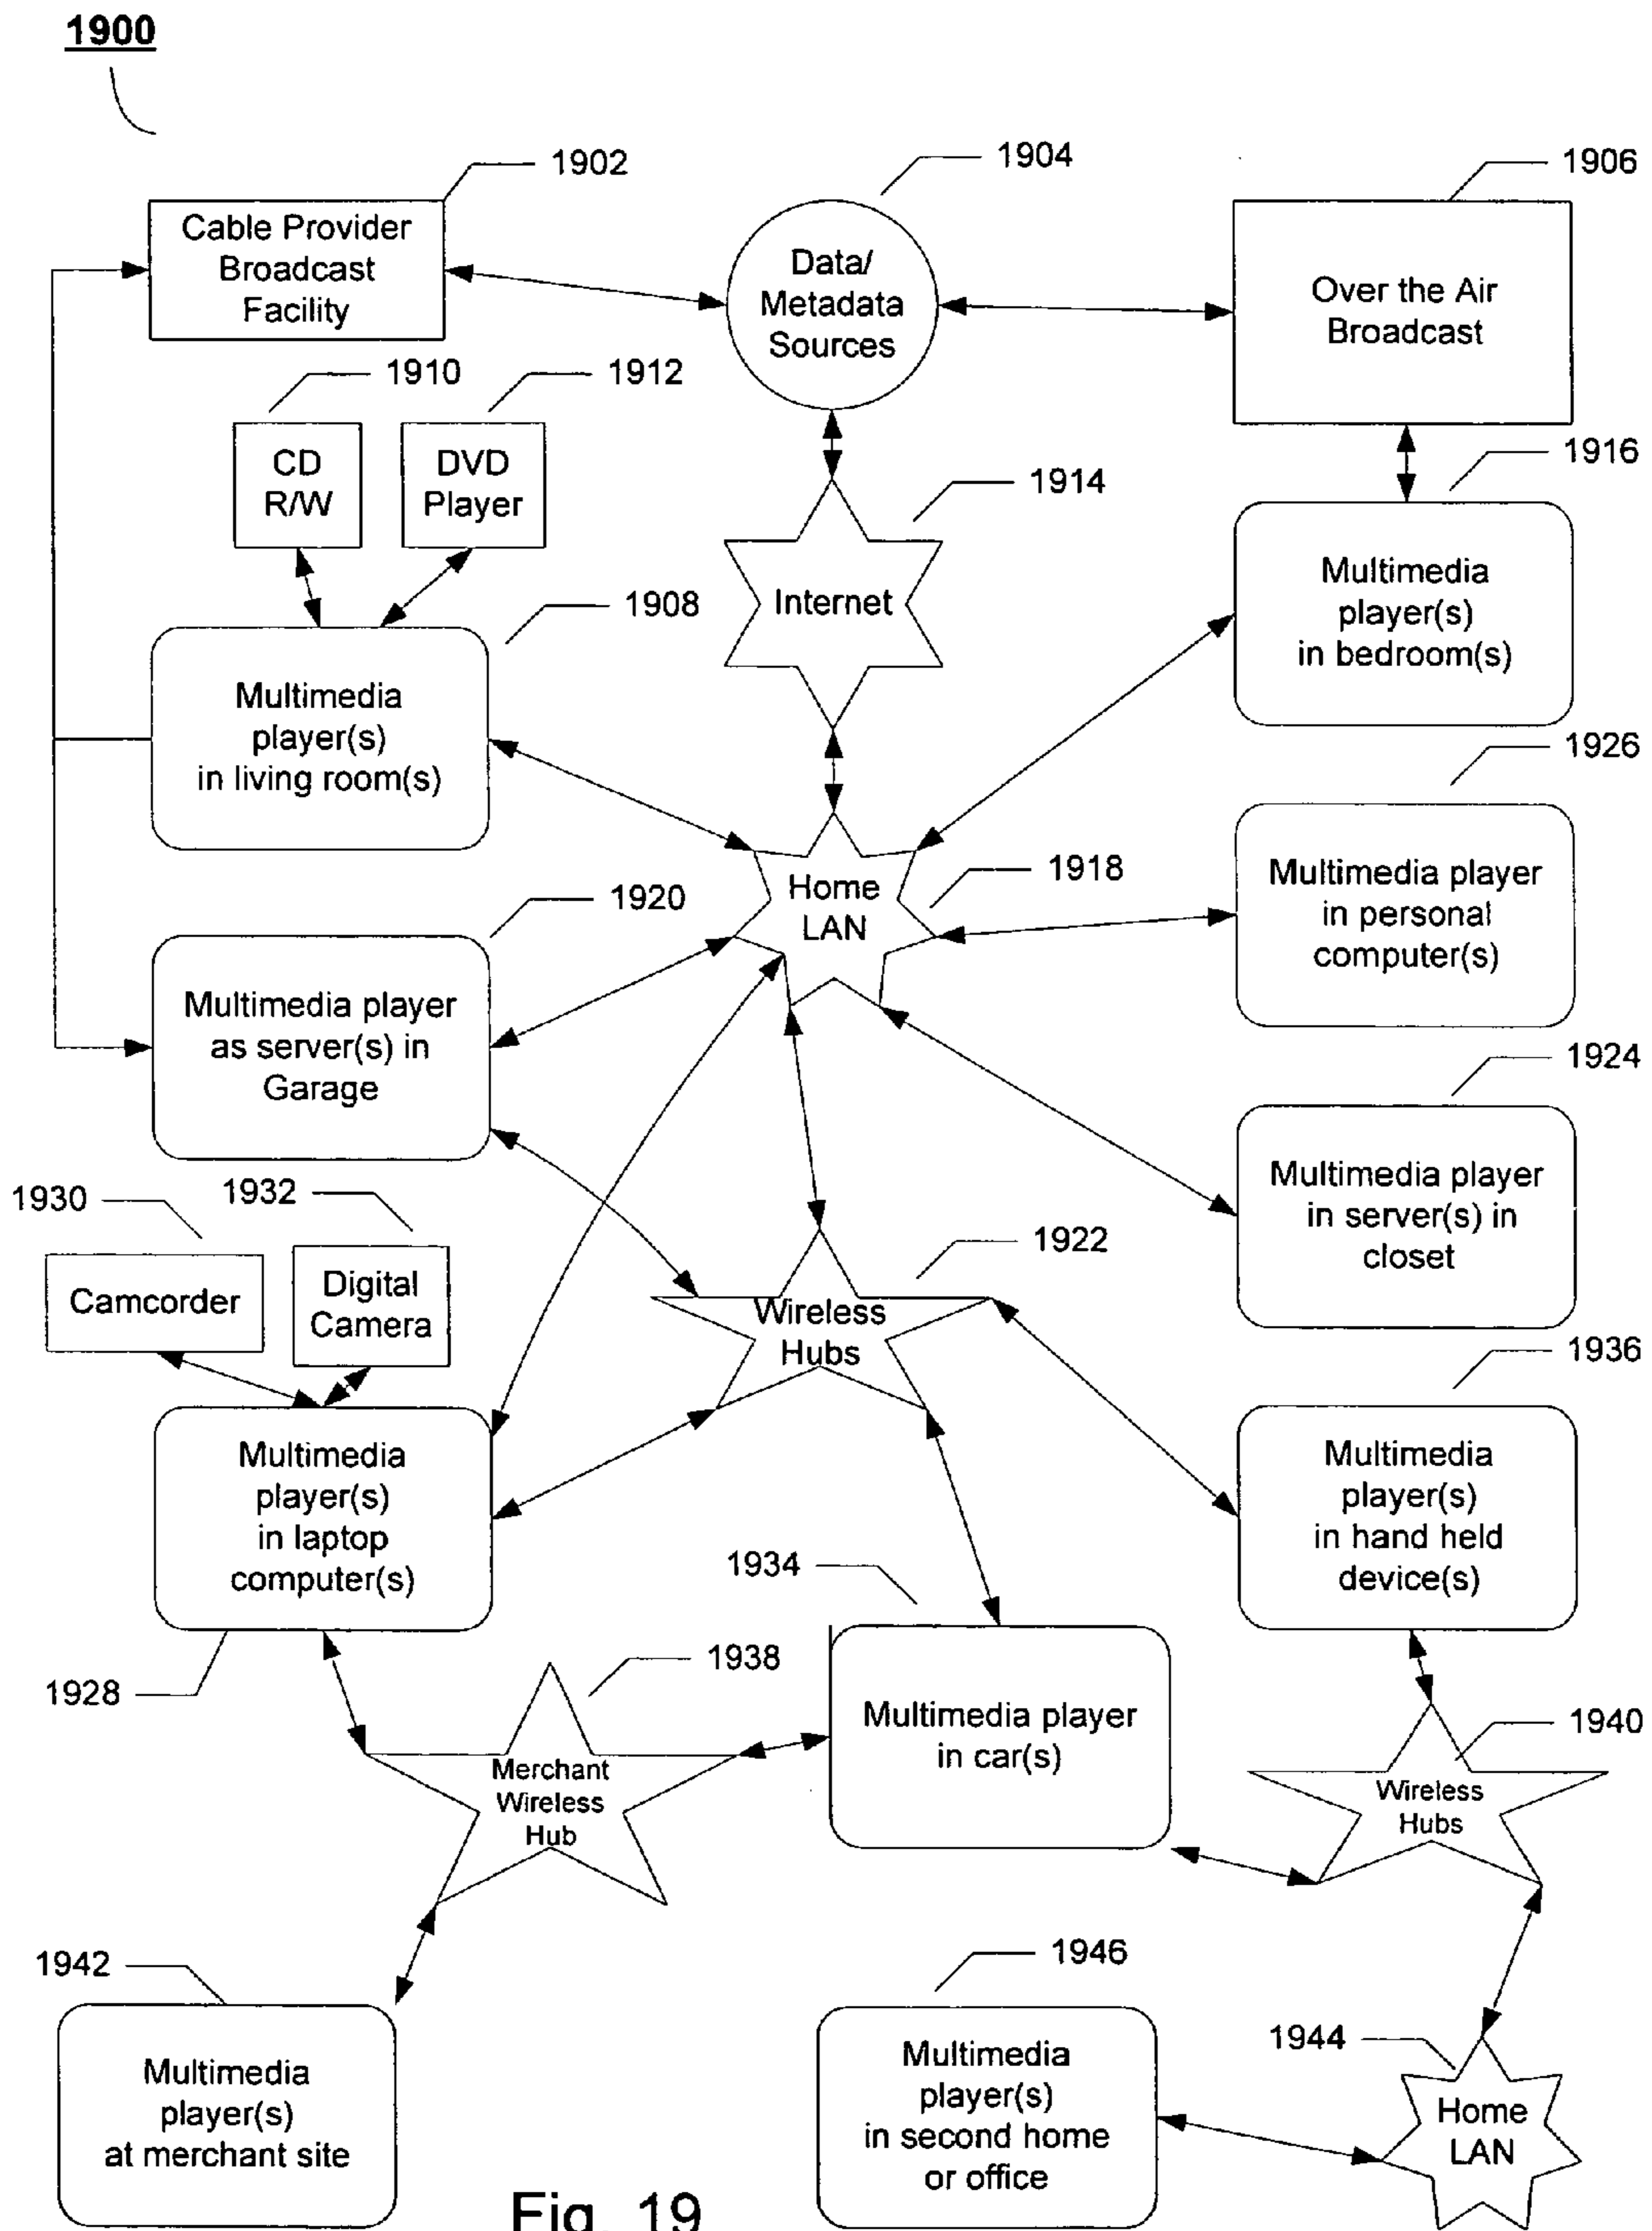 1900
1902
1904
1906
Cable Provider
Broadcast
Facility
Data/
Metadata
Sources
Over the Air
Broadcast
1910
1912
1914
1916
CD
R/W
DVD
Player
Internet
Multimedia
player(s)
in bedroom(s)
1908
Multimedia
player(s)
in living room(s)
1926
1918
Home
LAN
Multimedia player
in personal
computer(s)
1920
Multimedia player
as server(s) in
Garage
1924
Multimedia player
in server(s) in
closet
1930
1932
1922
Camcorder
Digital
Camera
Wireless
Hubs
1936
Multimedia
player(s)
in laptop
computer(s)
Multimedia
player(s)
in hand held
device(s)
1934
1928
1938
Multimedia player
in car(s)
1940
Merchant
Wireless
Hub
Wireless
Hubs
1942
1946
1944
Multimedia
player(s)
at merchant site
Multimedia
player(s)
in second home
or office
Home
LAN
Fig. 19